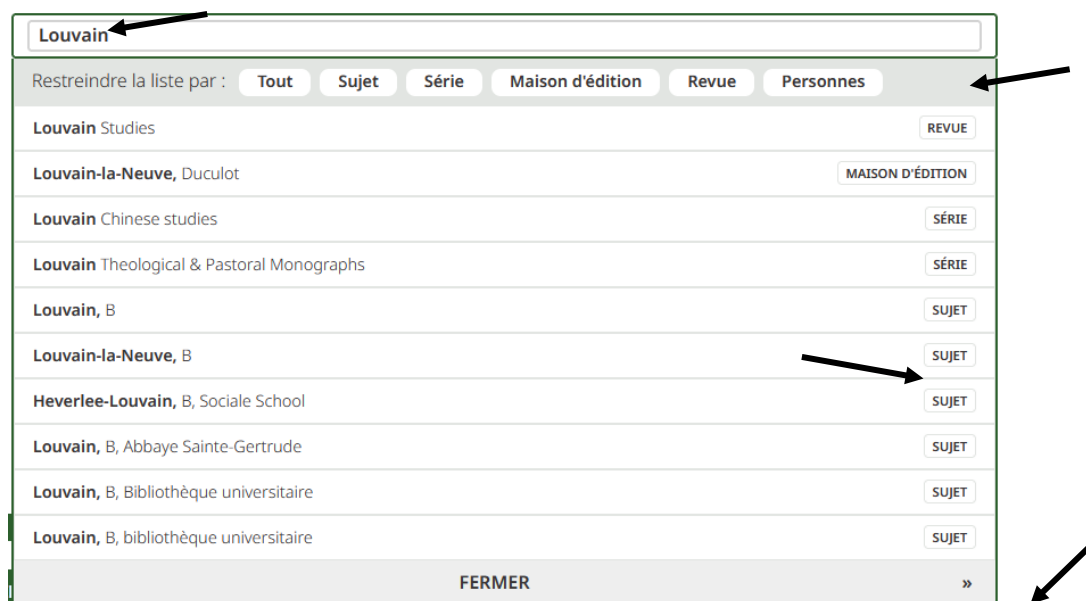 Louvain
Restreindre la liste par : Tout Sujet Série Maison d'édition Revue Personnes
Louvain Studies REVUE
Louvain-la-Neuve, Duculot MAISON D'ÉDITION
Louvain Chinese studies SÉRIE
Louvain Theological & Pastoral Monographs SÉRIE
Louvain, B SUJET
Louvain-la-Neuve, B SUJET
Heverlee-Louvain, B, Sociale School SUJET
Louvain, B, Abbaye Sainte-Gertrude SUJET
Louvain, B, Bibliothèque universitaire SUJET
Louvain, B, bibliothèque universitaire SUJET
FERMER »